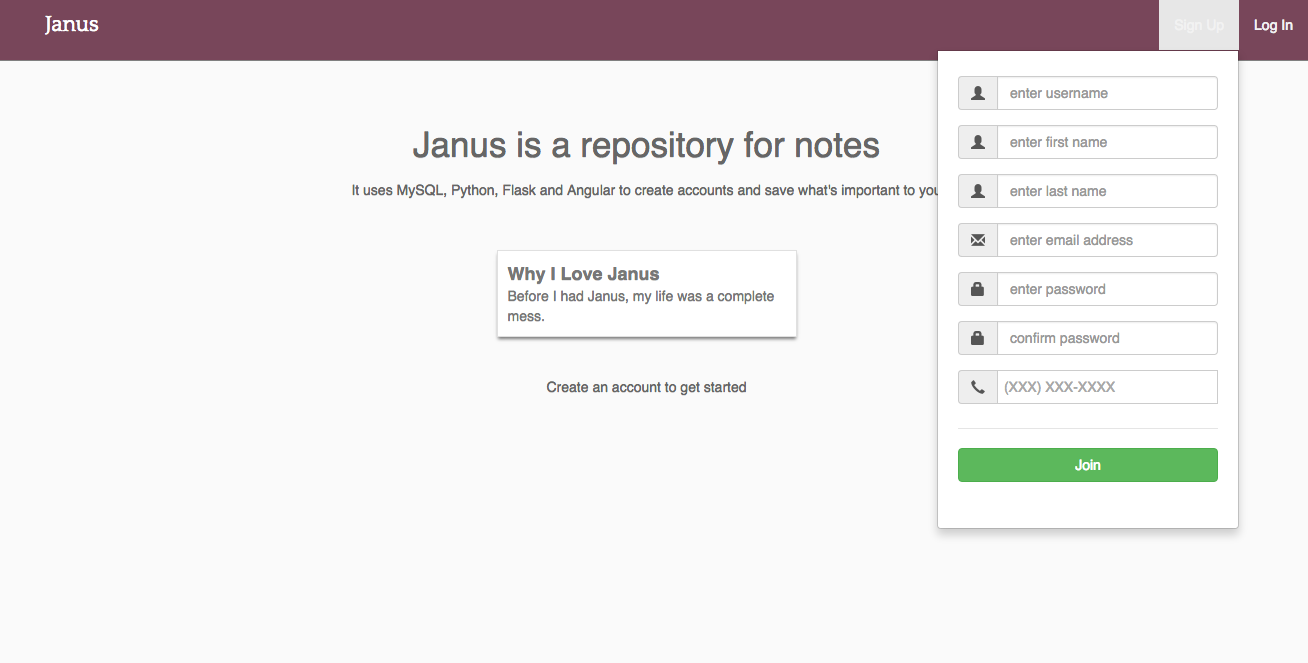 Janus
Sign Up
Log In
Janus is a repository for notes
It uses MySQL, Python, Flask and Angular to create accounts and save what's important to you
Why I Love Janus
Before I had Janus, my life was a complete
mess.
Create an account to get started
enter username
enter first name
enter last name
enter email address
enter password
confirm password
(XXX) XXX-XXXX
Join